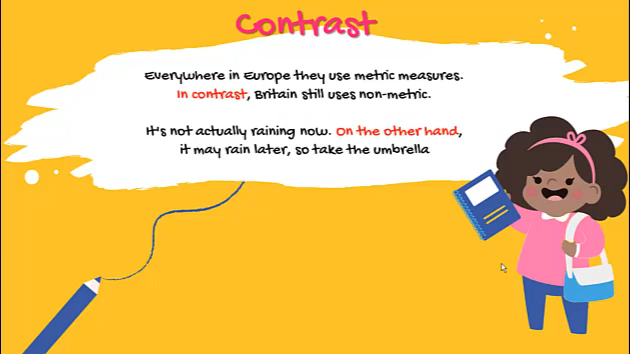 Contrast
Everywhere in Europe they use metric measures.
In contrast, Britain still uses non-metric.
It's not actually raining now. On the other hand,
it may rain later, so take the umbrella